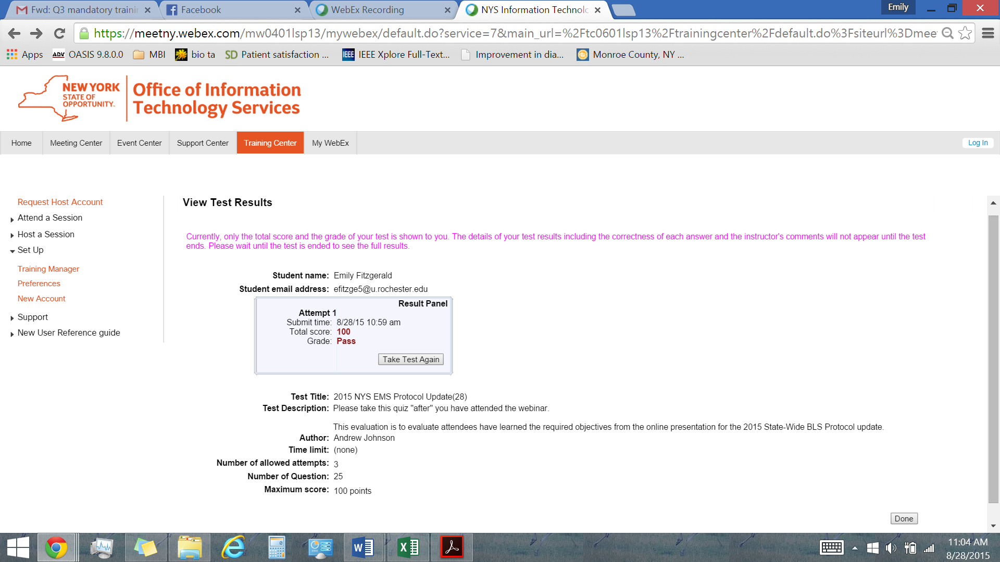 Fwd: Q3 mandatory trainin
Facebook
WebEx Recording
NYS Information Technolo
Emily
https://meetny.webex.com/mw0401lsp13/mywebex/default.do?service=7&main_url=%2Ftc0601lsp13%2Ftrainingcenter%2Fdefault.do%3Fsiteurl%3Dmee
Apps
ADV OASIS 9.8.0.0
MBI
bio ta
SD Patient satisfaction ...
IEEE IEEE Xplore Full-Text...
Improvement in dia...
Monroe County, NY ...
NEW YORK
STATE OF
OPPORTUNITY.
Office of Information
Technology Services
Home
Meeting Center
Event Center
Support Center
Training Center
My WebEx
Log In
Request Host Account
Attend a Session
Host a Session
Set Up
Training Manager
Preferences
New Account
Support
New User Reference guide
View Test Results
Currently, only the total score and the grade of your test is shown to you. The details of your test results including the correctness of each answer and the instructor's comments will not appear until the test
ends. Please wait until the test is ended to see the full results.
Student name: Emily Fitzgerald
Student email address: efitzge5@u.rochester.edu
Result Panel
Attempt 1
Submit time: 8/28/15 10:59 am
Total score: 100
Grade: Pass
Take Test Again
Test Title: 2015 NYS EMS Protocol Update(28)
Test Description: Please take this quiz "after" you have attended the webinar.
This evaluation is to evaluate attendees have learned the required objectives from the online presentation for the 2015 State-Wide BLS Protocol update.
Author: Andrew Johnson
Time limit: (none)
Number of allowed attempts: 3
Number of Question: 25
Maximum score: 100 points
Done
11:04 AM
8/28/2015